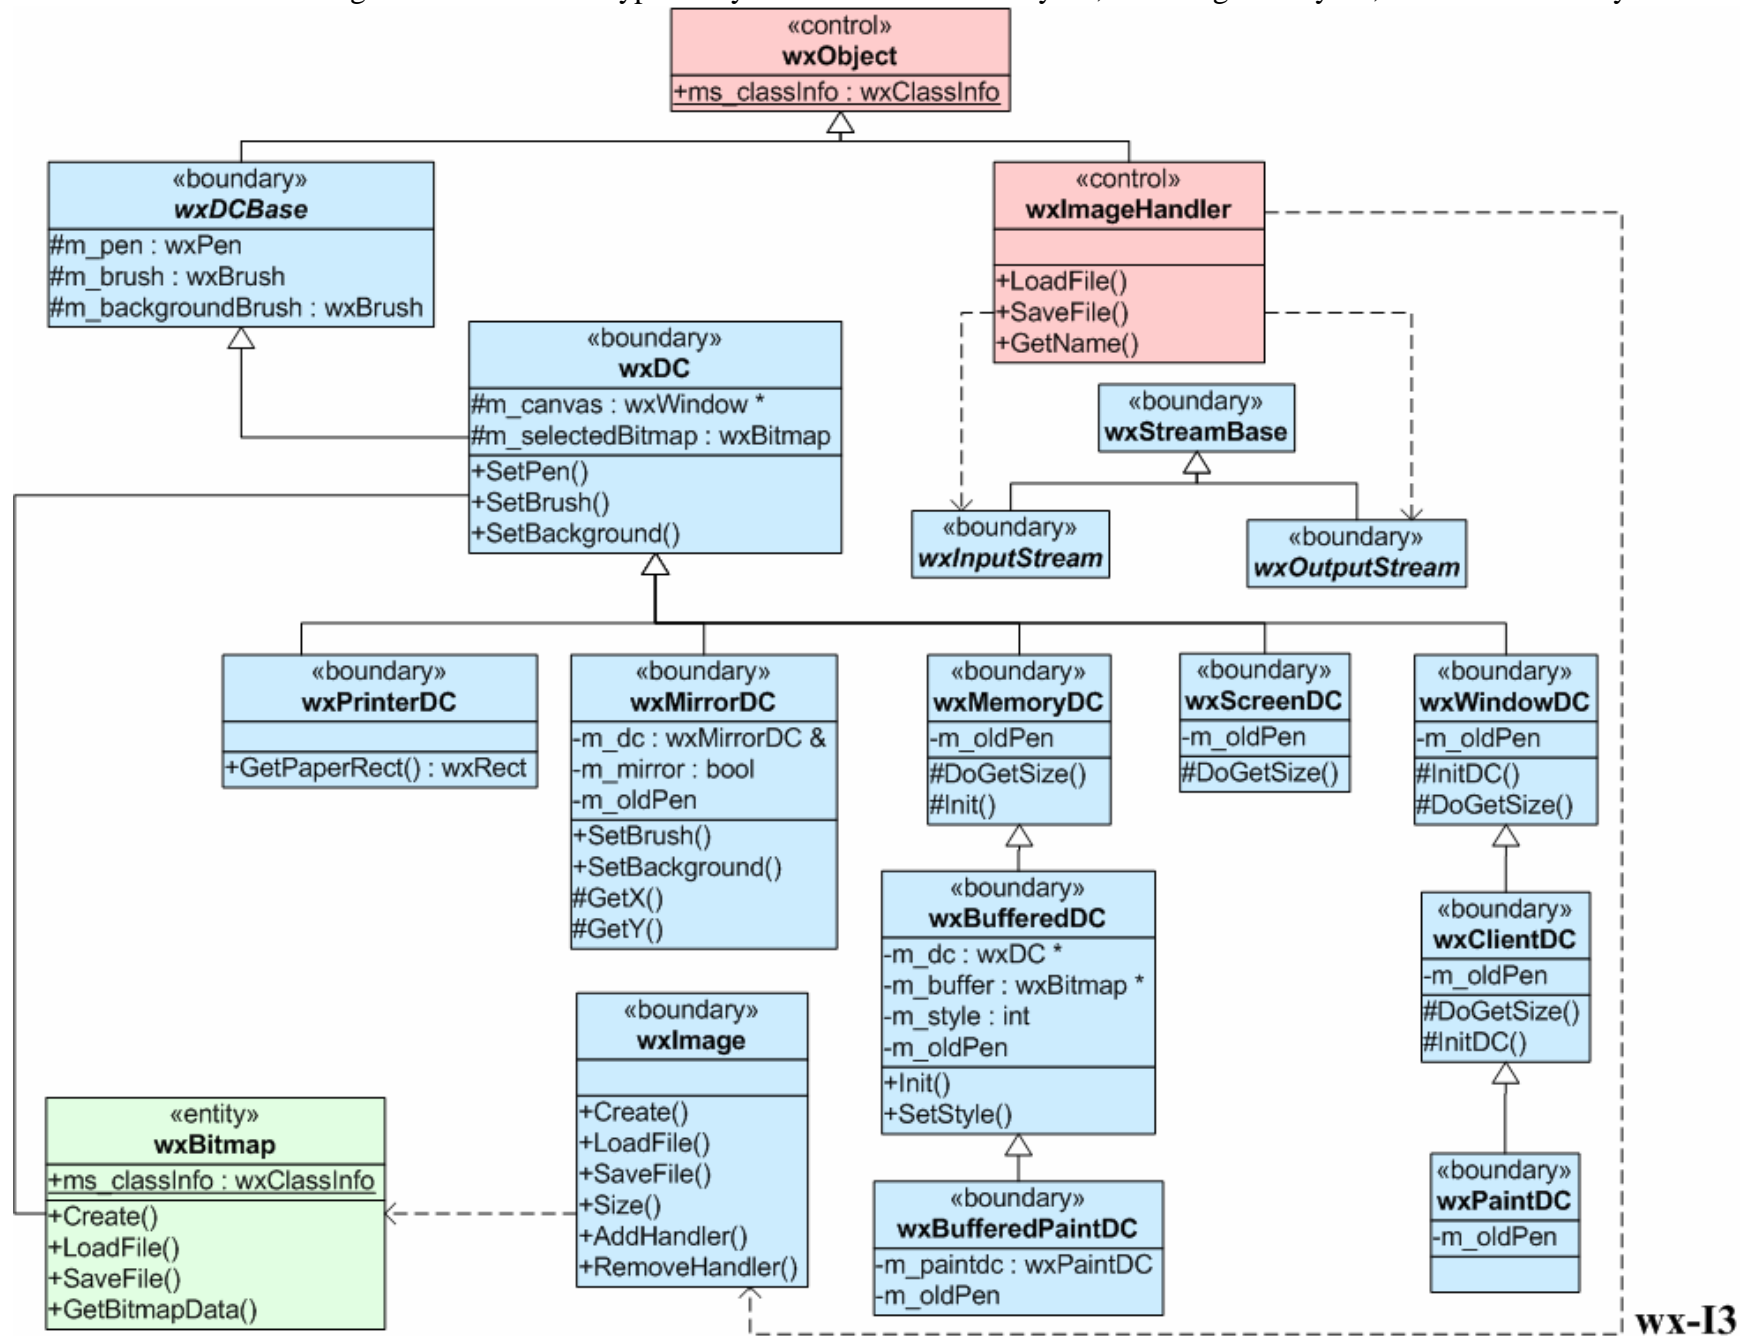 «control»
wxObject
+ms_classInfo : wxClassInfo
«boundary»
wxDCBase
#m_pen : wxPen
#m_brush : wxBrush
#m_backgroundBrush : wxBrush
«control»
wxImageHandler
+LoadFile()
+SaveFile()
+GetName()
«boundary»
wxDC
#m_canvas : wxWindow *
#m_selectedBitmap : wxBitmap
+SetPen()
+SetBrush()
+SetBackground()
«boundary»
wxStreamBase
«boundary»
wxInputStream
«boundary»
wxOutputStream
«boundary»
wxPrinterDC
+GetPaperRect() : wxRect
«boundary»
wxMirrorDC
-m_dc : wxMirrorDC &
-m_mirror : bool
-m_oldPen
+SetBrush()
+SetBackground()
#GetX()
#GetY()
«boundary»
wxMemoryDC
-m_oldPen
#DoGetSize()
#Init()
«boundary»
wxScreenDC
-m_oldPen
#DoGetSize()
«boundary»
wxWindowDC
-m_oldPen
#InitDC()
#DoGetSize()
«boundary»
wxBufferedDC
-m_dc : wxDC *
-m_buffer : wxBitmap *
-m_style : int
-m_oldPen
+Init()
+SetStyle()
«boundary»
wxClientDC
-m_oldPen
#DoGetSize()
#InitDC()
«boundary»
wxImage
+Create()
+LoadFile()
+SaveFile()
+Size()
+AddHandler()
+RemoveHandler()
«entity»
wxBitmap
+ms_classInfo : wxClassInfo
+Create()
+LoadFile()
+SaveFile()
+GetBitmapData()
«boundary»
wxBufferedPaintDC
-m_paintdc : wxPaintDC
-m_oldPen
«boundary»
wxPaintDC
-m_oldPen
wx-I3